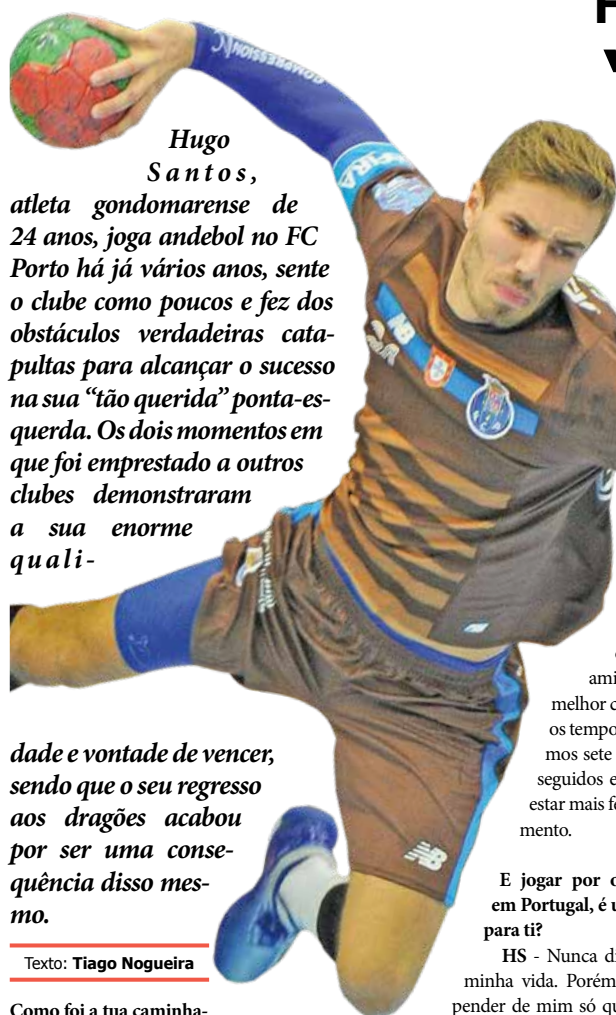 Hugo
Santos,
atleta gondomarense de
24 anos, joga andebol no FC
Porto há já vários anos, sente
o clube como poucos e fez dos
obstáculos verdadeiras cata-
pultas para alcançar o sucesso
na sua “tão querida” ponta-es-
querda. Os dois momentos em
que foi emprestado a outros
clubes demonstraram
a sua enorme
quali-
dade e vontade de vencer,
sendo que o seu regresso
aos dragões acabou
por ser uma conse-
quência disso mes-
mo.
Texto: Tiago Nogueira
Como foi a tua caminha-
melhor
os tempo
mos sete
seguidos e
estar mais
mento.
E jogar por
em Portugal, é
para ti?
HS - Nunca
minha vida. Porém
pender de mim só
COMPRESSION
NB
FCP
NB